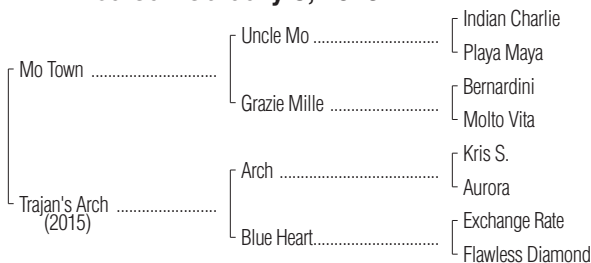 Indian Charlie
Uncle Mo
Playa Maya
Mo Town
Bernardini
Grazie Mille
Molto Vita
Kris S.
Arch
Aurora
Trajan's Arch
(2015)
Exchange Rate
Blue Heart
Flawless Diamond